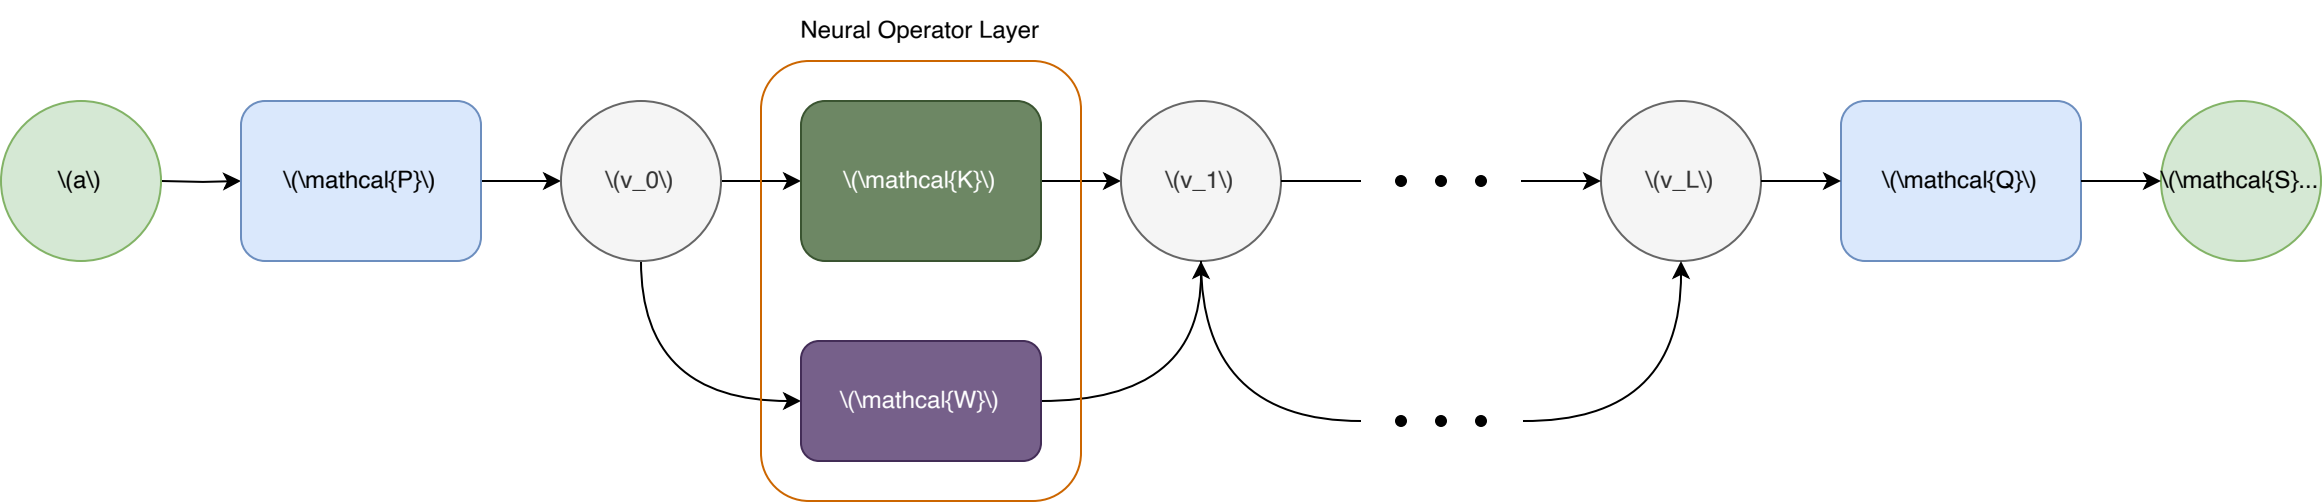 Neural Operator Layer
\(a\)
\(\mathcal{P}\)
\(v_0\)
\(\mathcal{K}\)
\(v_1\)
\(v_L\)
\(\mathcal{Q}\)
\(\mathcal{S}...
\(\mathcal{W}\)